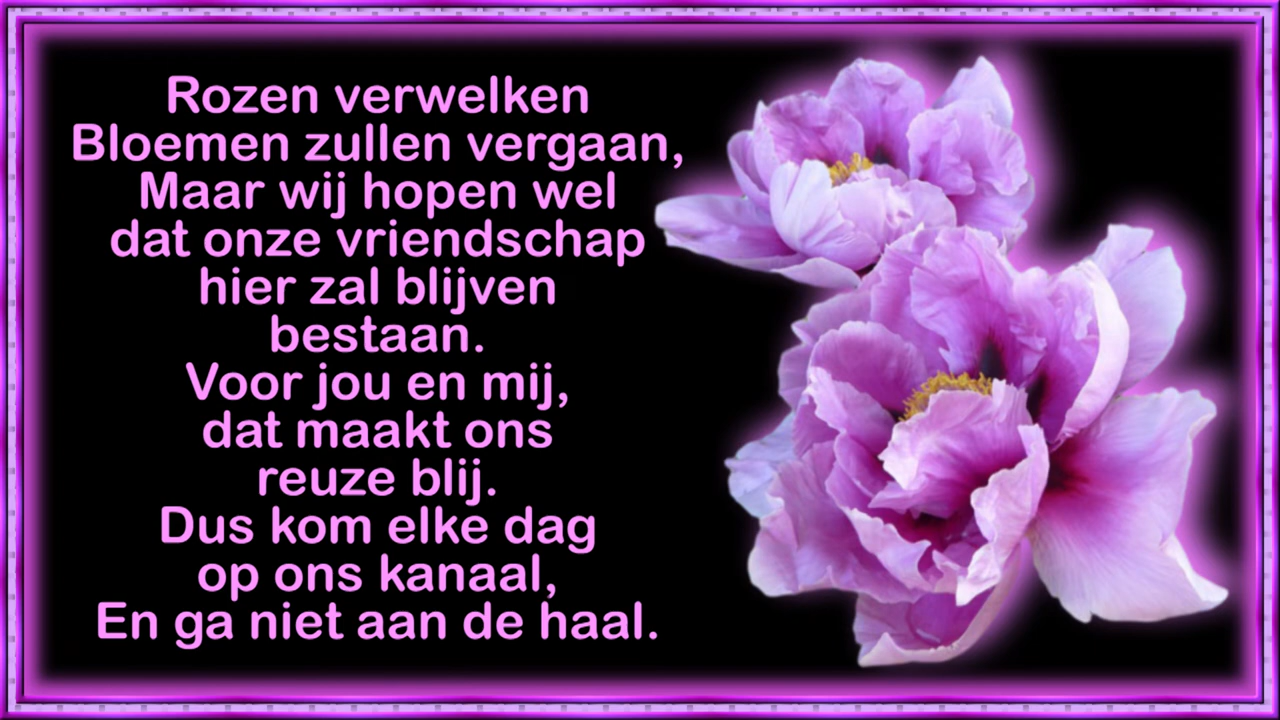 Rozen verwelken
Bloemen zullen vergaan,
Maar wij hopen wel
dat onze vriendschap
hier zal blijven
bestaan.
Voor jou en mij,
dat maakt ons
reuze blij.
Dus kom elke dag
op ons kanaal,
En ga niet aan de haal.